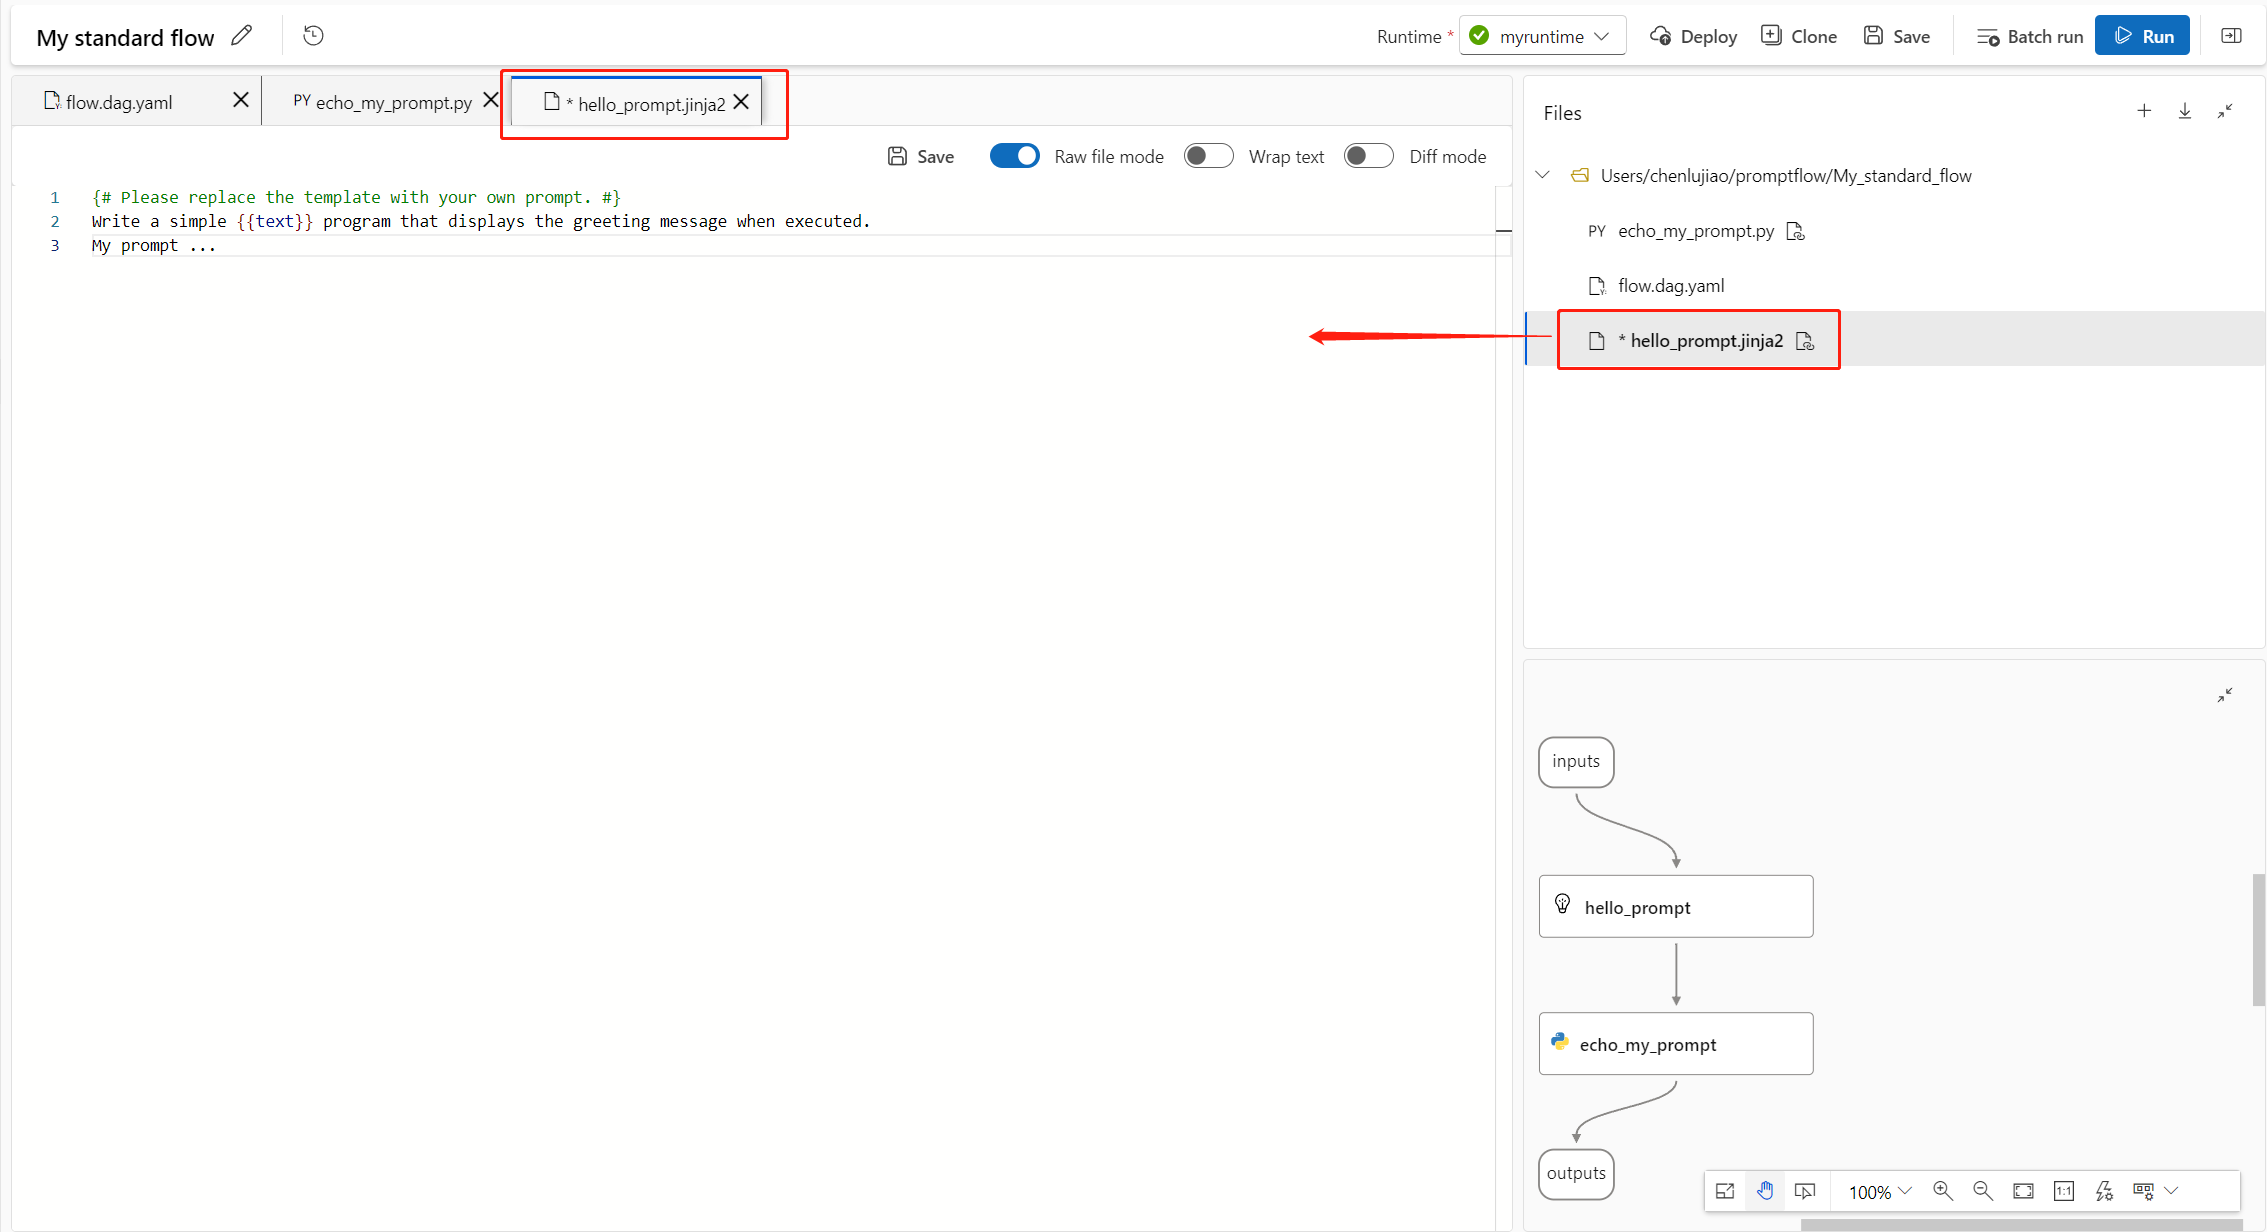 My standard flow
Runtime * myruntime Deploy Clone Save Batch run Run
flow.dag.yaml PY echo_my_prompt.py * hello_prompt.jinja2
Save Raw file mode Wrap text Diff mode
1 {# Please replace the template with your own prompt. #}
2 Write a simple {{text}} program that displays the greeting message when executed.
3 My prompt ...
Files
Users/chenlujiao/promptflow/My_standard_flow
PY echo_my_prompt.py
flow.dag.yaml
* hello_prompt.jinja2
inputs
hello_prompt
echo_my_prompt
outputs
100% 1:1